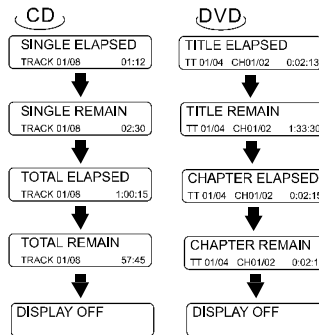 CD
SINGLE ELAPSED
TRACK 01/08 01:12
SINGLE REMAIN
TRACK 01/08 02:30
TOTAL ELAPSED
TRACK 01/08 1:00:15
TOTAL REMAIN
TRACK 01/08 57:45
DISPLAY OFF
DVD
TITLE ELAPSED
TT 01/04 CH01/02 0:02:13
TITLE REMAIN
TT 01/04 CH01/02 1:33:30
CHAPTER ELAPSED
TT 01/04 CH01/02 0:02:15
CHAPTER REMAIN
TT 01/04 CH01/02
DISPLAY OFF